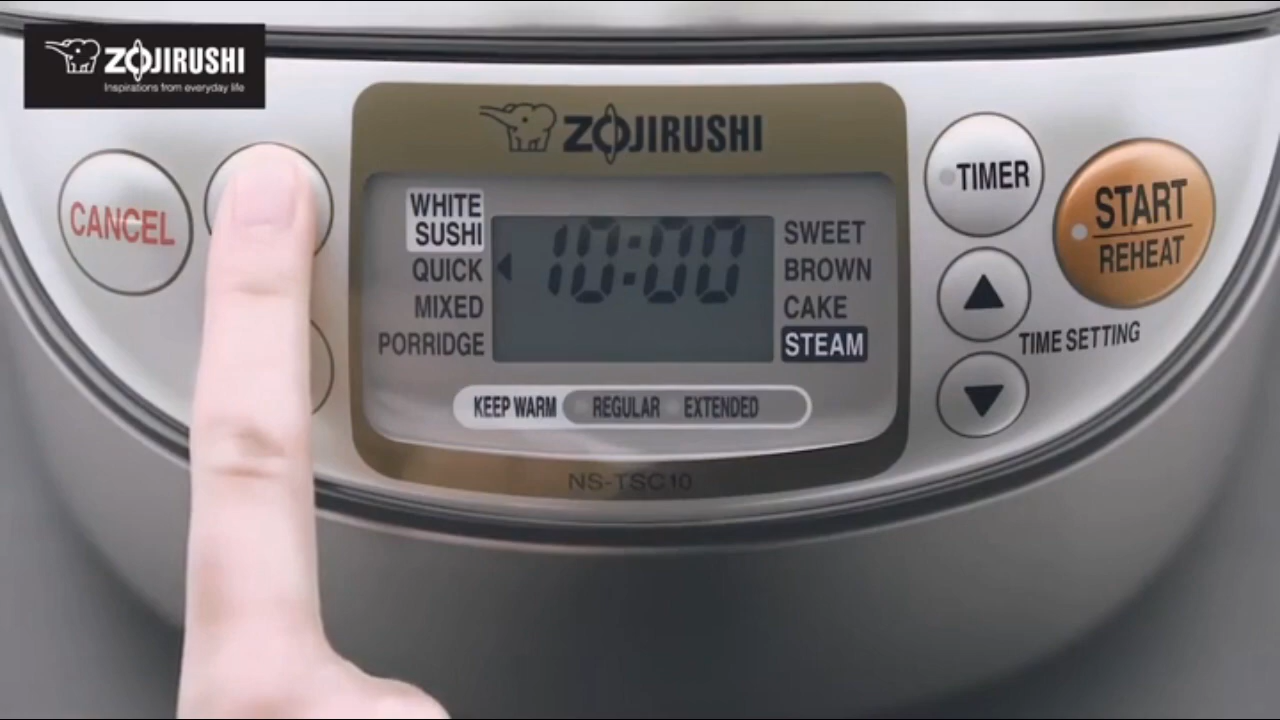 ZOJIRUSHI
Inspirations from everyday life
ZOJIRUSHI
CANCEL
WHITE
SUSHI
QUICK
MIXED
PORRIDGE
10:00
SWEET
BROWN
CAKE
STEAM
KEEP WARM REGULAR EXTENDED
NS-TSC10
TIMER
START
REHEAT
TIME SETTING